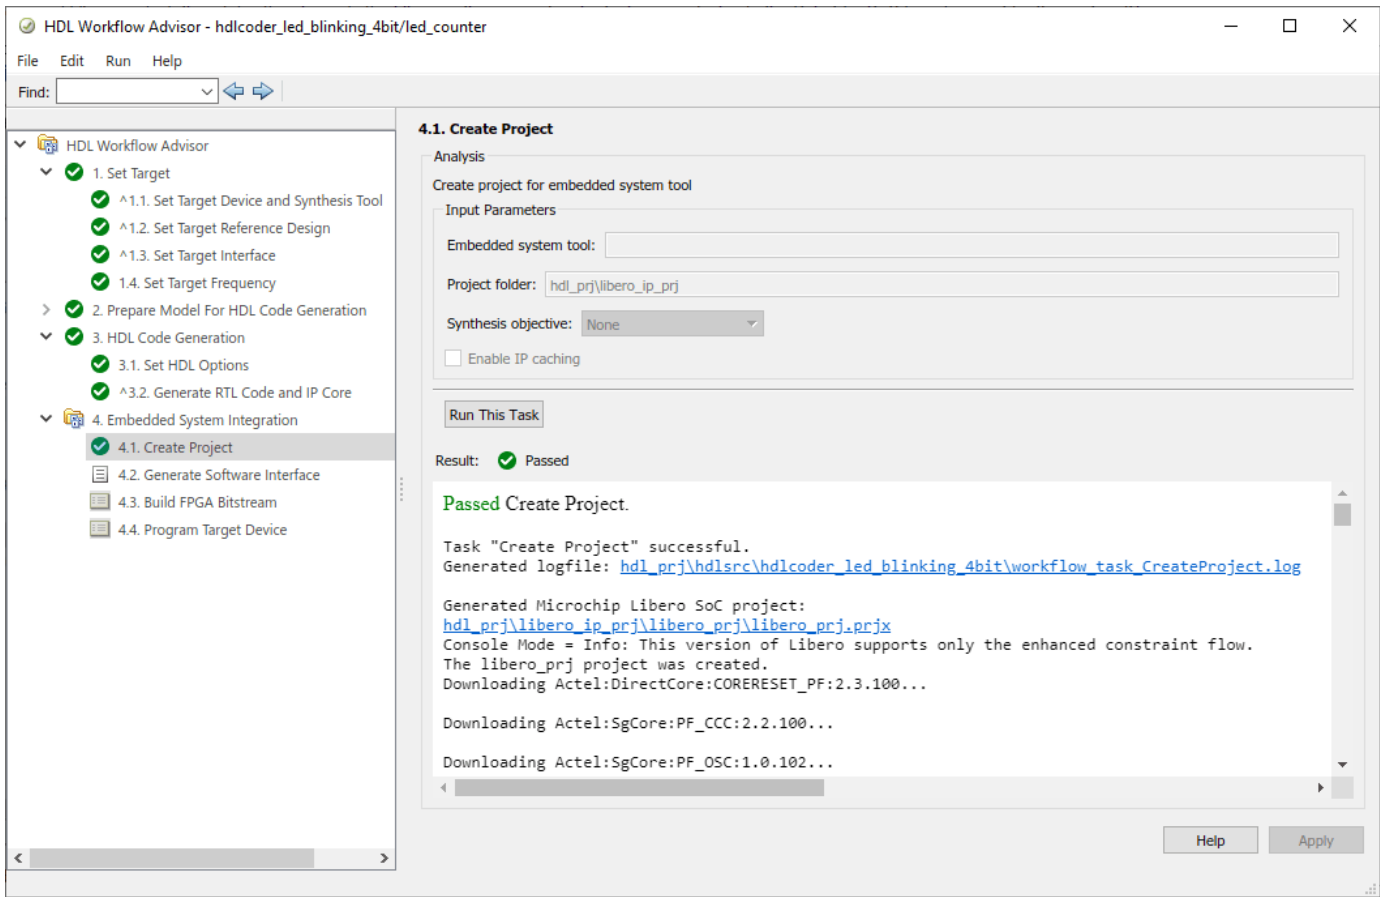 HDL Workflow Advisor - hdlcoder_led_blinking_4bit/led_counter
File Edit Run Help
Find:
HDL Workflow Advisor
1. Set Target
^1.1. Set Target Device and Synthesis Tool
^1.2. Set Target Reference Design
^1.3. Set Target Interface
1.4. Set Target Frequency
2. Prepare Model For HDL Code Generation
3. HDL Code Generation
3.1. Set HDL Options
^3.2. Generate RTL Code and IP Core
4. Embedded System Integration
4.1. Create Project
4.2. Generate Software Interface
4.3. Build FPGA Bitstream
4.4. Program Target Device
4.1. Create Project
Analysis
Create project for embedded system tool
Input Parameters
Embedded system tool:
Project folder: hdl_prj\libero_ip_prj
Synthesis objective: None
Enable IP caching
Run This Task
Result: Passed
Passed Create Project.
Task "Create Project" successful.
Generated logfile: hdl_prj\hdlsrc\hdlcoder_led_blinking_4bit\workflow_task_CreateProject.log
Generated Microchip Libero SoC project:
hdl_prj\libero_ip_prj\libero_prj\libero_prj.prjx
Console Mode = Info: This version of Libero supports only the enhanced constraint flow.
The libero_prj project was created.
Downloading Actel:DirectCore:CORERESET_PF:2.3.100...
Downloading Actel:SgCore:PF_CCC:2.2.100...
Downloading Actel:SgCore:PF_OSC:1.0.102...
Help Apply